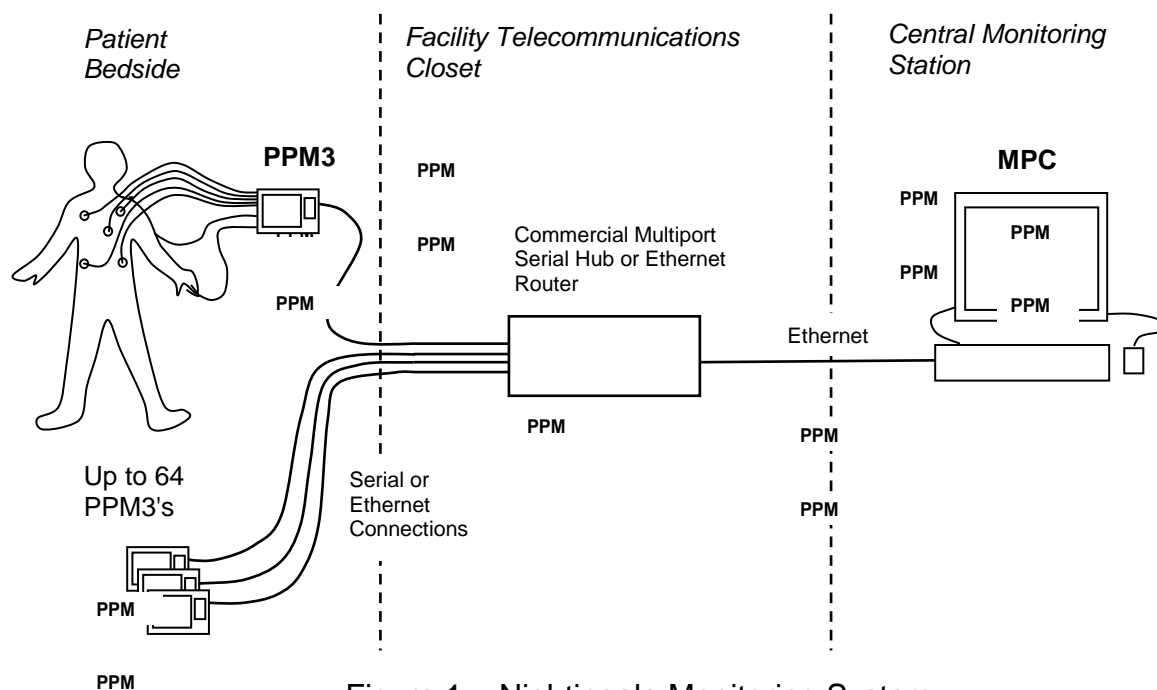 Patient
Bedside
Facility Telecommunications
Closet
Central Monitoring
Station
PPM3
PPM
MPC
PPM
PPM
PPM
Commercial Multiport
Serial Hub or Ethernet
Router
PPM
PPM
PPM
PPM
Ethernet
PPM
PPM
Up to 64
PPM3's
Serial or
Ethernet
Connections
PPM
PPM
PPM